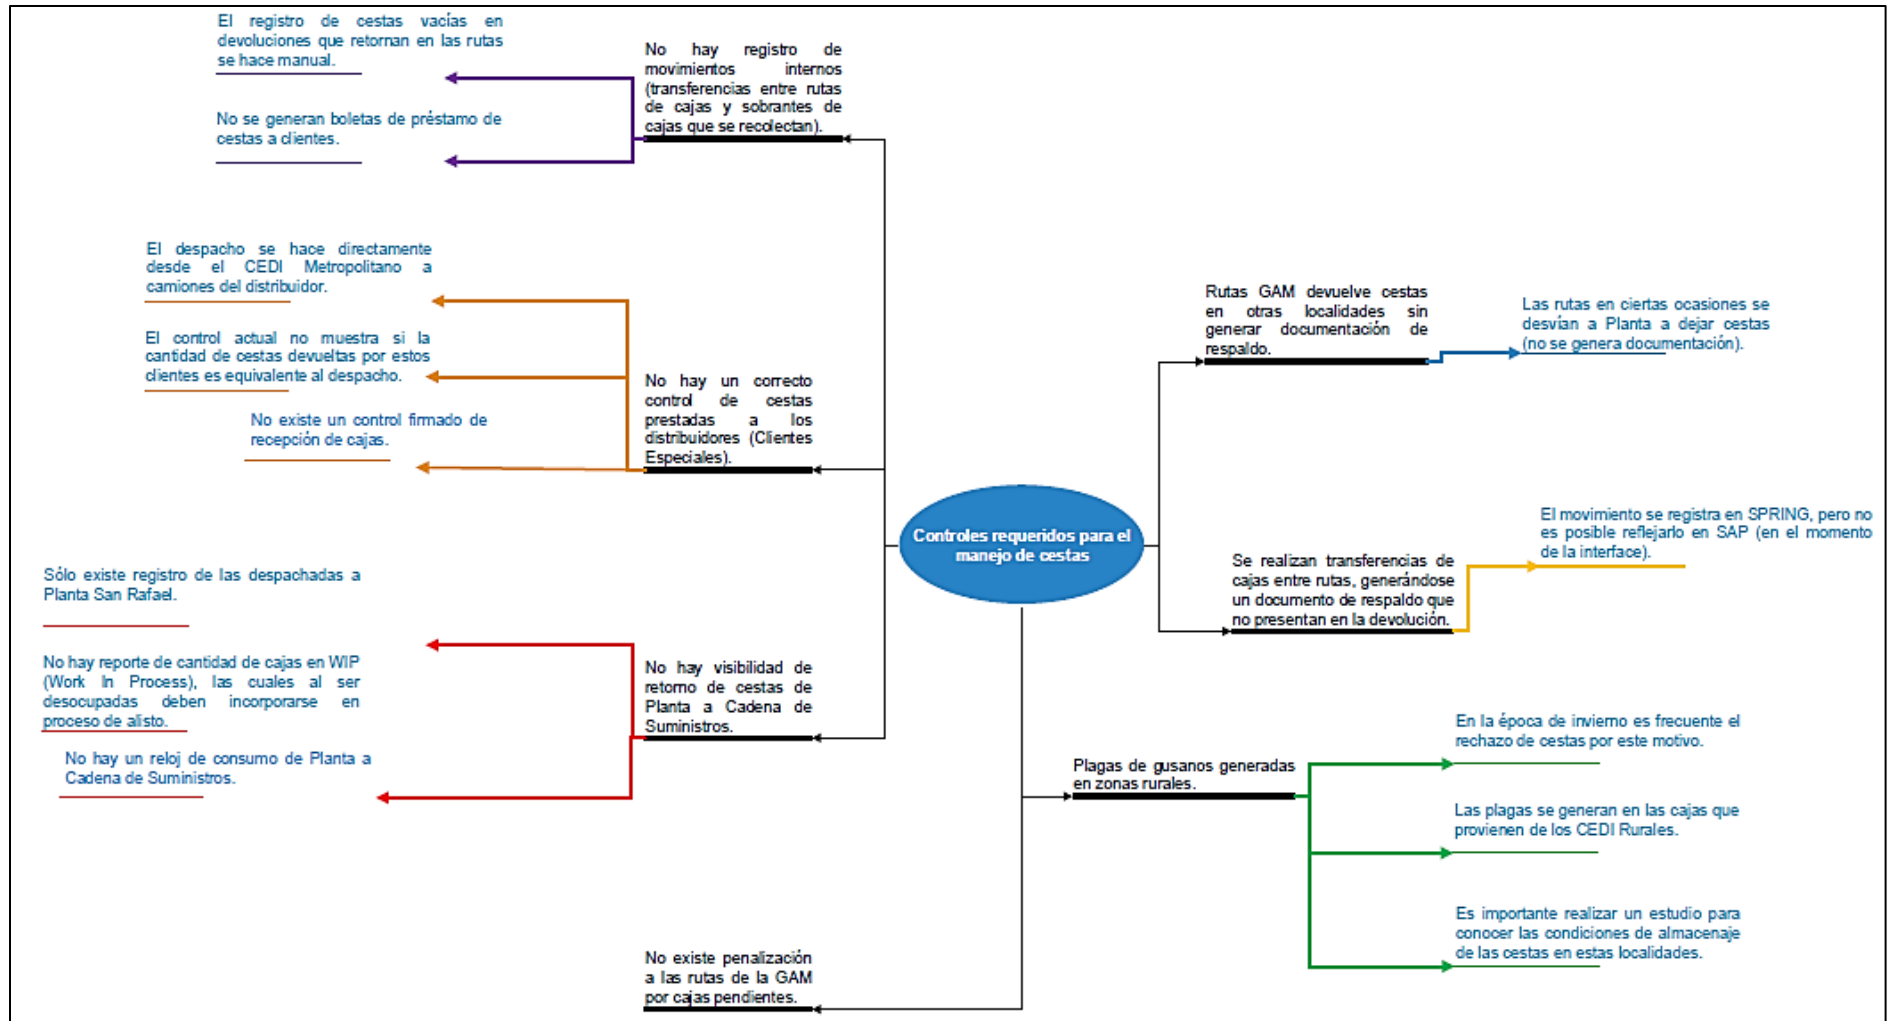 El registro de cestas vacías en
devoluciones que retornan en las rutas
se hace manual.
No se generan boletas de préstamo de
cestas a clientes.
No hay registro de
movimientos internos
(transferencias entre rutas
de cajas y sobrantes de
cajas que se recolectan).
El despacho se hace directamente
desde el CEDI Metropolitano a
camiones del distribuidor.
El control actual no muestra si la
cantidad de cestas devueltas por estos
clientes es equivalente al despacho.
No existe un control firmado de
recepción de cajas.
No hay un correcto
control de cestas
prestadas a los
distribuidores (Clientes
Especiales).
Sólo existe registro de las despachadas a
Planta San Rafael.
No hay reporte de cantidad de cajas en WIP
(Work In Process), las cuales al ser
desocupadas deben incorporarse en
proceso de alisto.
No hay un reloj de consumo de Planta a
Cadena de Suministros.
No hay visibilidad de
retorno de cestas de
Planta a Cadena de
Suministros.
No existe penalización
a las rutas de la GAM
por cajas pendientes.
Controles requeridos para el
manejo de cestas
Rutas GAM devuelve cestas
en otras localidades sin
generar documentación de
respaldo.
Las rutas en ciertas ocasiones se
desvían a Planta a dejar cestas
(no se genera documentación).
Se realizan transferencias de
cajas entre rutas, generándose
un documento de respaldo que
no presentan en la devolución.
El movimiento se registra en SPRING, pero no
es posible reflejarlo en SAP (en el momento
de la interface).
Plagas de gusanos generadas
en zonas rurales.
En la época de invierno es frecuente el
rechazo de cestas por este motivo.
Las plagas se generan en las cajas que
provienen de los CEDI Rurales.
Es importante realizar un estudio para
conocer las condiciones de almacenaje
de las cestas en estas localidades.